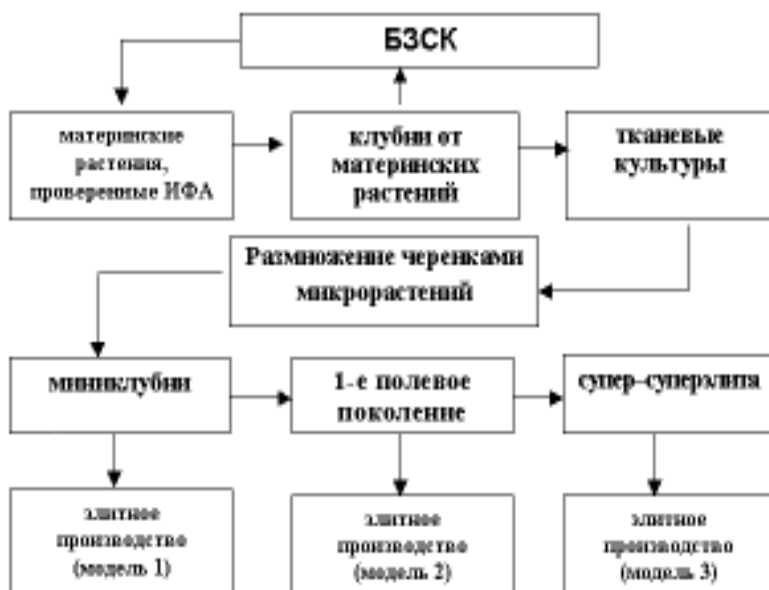 БЗСК
материнские
растения,
проверенные ИФА
клубни от
материнских
растений
тканевые
культуры
Размножение черенками
микрорастений
миниклубни
1-е полевое
поколение
супер-суперэлита
элитное
производство
(модель 1)
элитное
производство
(модель 2)
элитное
производство
(модель 3)